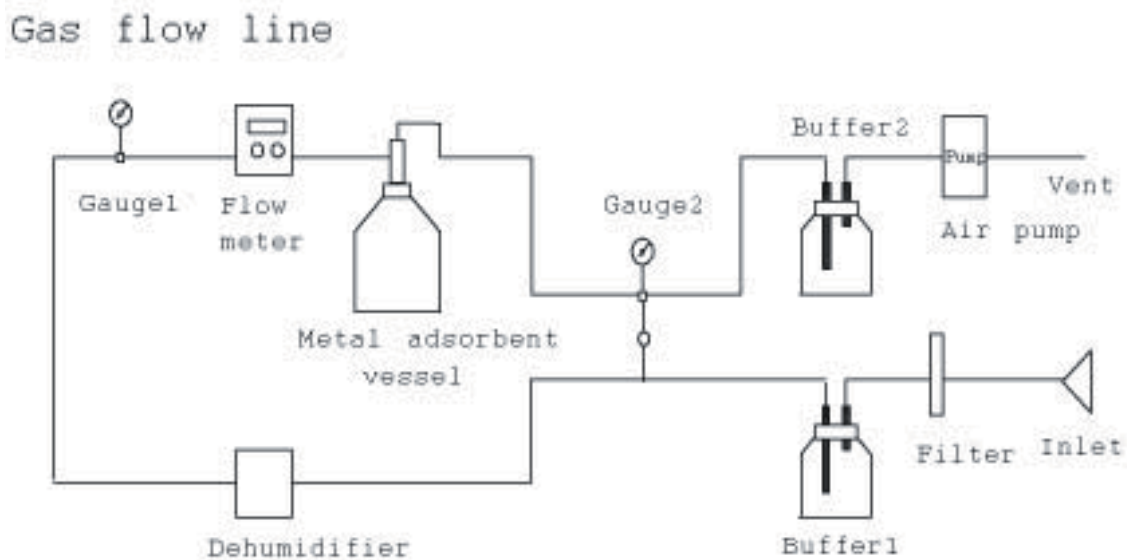 Gas flow line
Buffer2
Pump
Vent
Gauge1
Flow
meter
Gauge2
Air pump
Metal adsorbent
vessel
Filter
Inlet
Dehumidifier
Buffer1